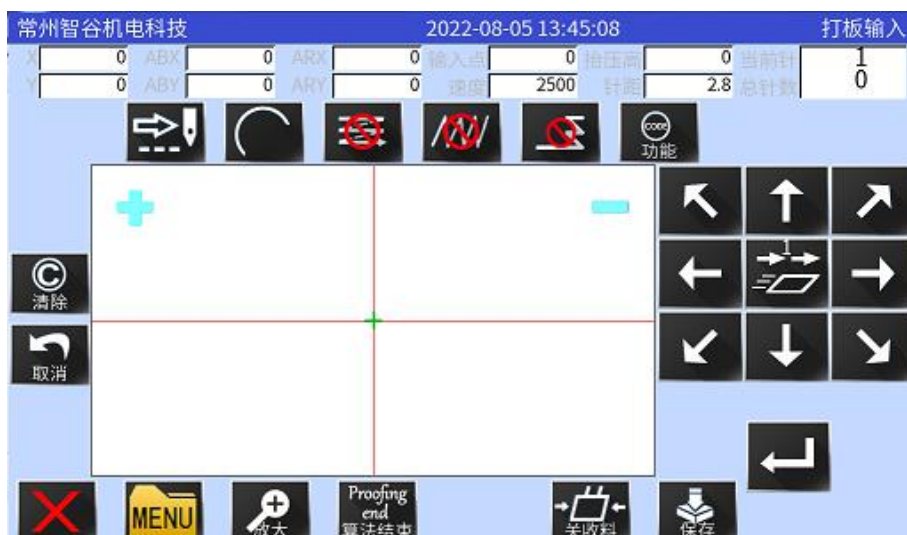 常州智谷机电科技 2022-08-05 13:45:08 打板输入
X 0 ABX 0 ARX 0 输入点 0 抬压高 0 当前针 1
Y 0 ABY 0 ARY 0 速度 2500 针距 2.8 总针数 0
CODE
功能
1
清除
取消
MENU
放大
Proofing
end
算法结束
关收料
保存